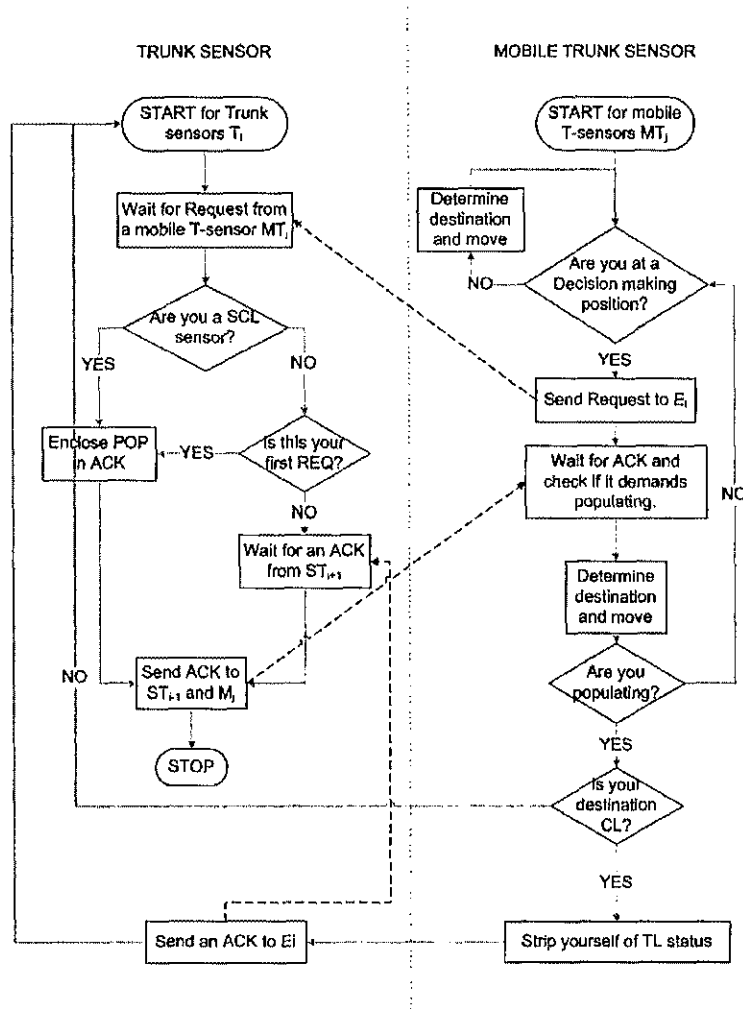 TRUNK SENSOR
MOBILE TRUNK SENSOR
START for Trunk
sensors Ti
Wait for Request from
a mobile T-sensor MTj
Are you a SCL
sensor?
YES
NO
Enclose POP
in ACK
YES
Is this your
first REQ?
NO
Wait for an ACK
from STi+1
NO
Send ACK to
STi-1 and Mj
STOP
Send an ACK to Ei
START for mobile
T-sensors MTj
Determine
destination
and move
NO
Are you at a
Decision making
position?
YES
Send Request to Ei
Wait for ACK and
check if it demands
populating.
NO
Determine
destination
and move
Are you
populating?
YES
Is your
destination
CL?
YES
Strip yourself of TL status